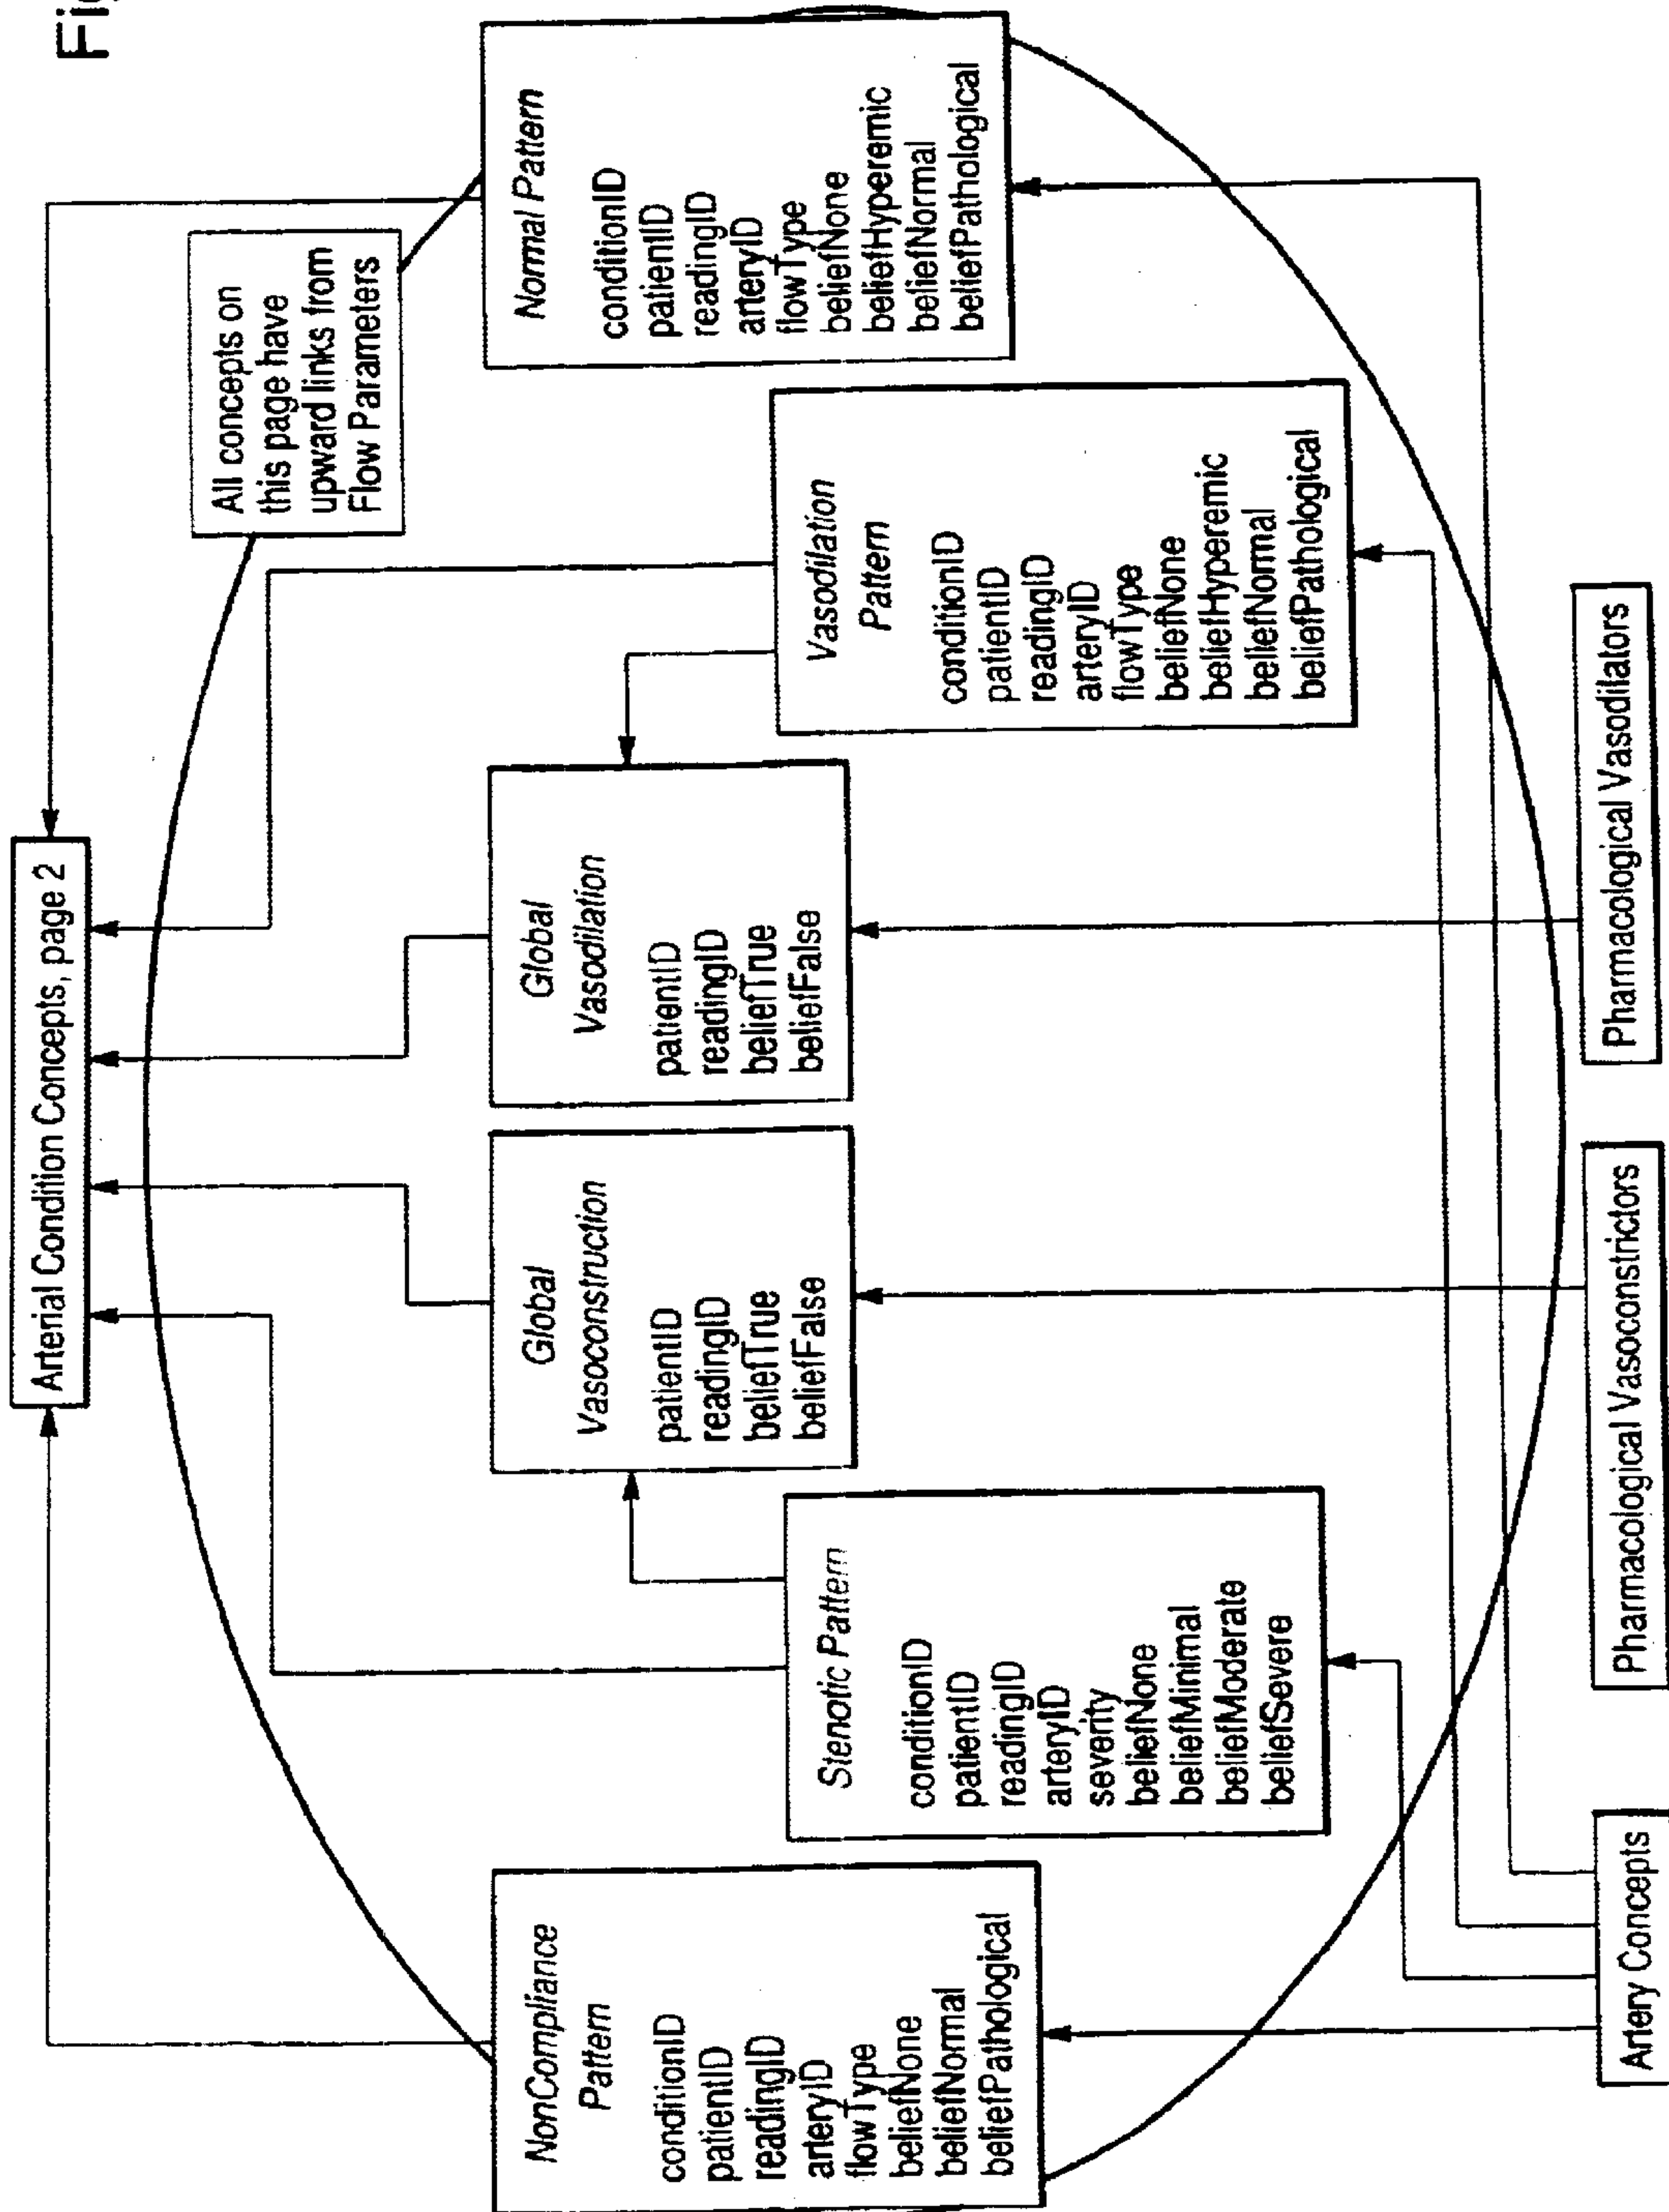 Fi
Arterial Condition Concepts, page 2
All concepts on
this page have
upward links from
Flow Parameters
NonCompliance
Pattern
conditionID
patientID
readingID
arteryID
flowType
beliefNone
beliefNormal
beliefPathological
Stenotic Pattern
conditionID
patientID
readingID
arteryID
severity
beliefNone
beliefMinimal
beliefModerate
beliefSevere
Global
Vasoconstruction
patientID
readingID
beliefTrue
beliefFalse
Global
Vasodilation
patientID
readingID
beliefTrue
beliefFalse
Vasodilation
Pattern
conditionID
patientID
readingID
arteryID
flowType
beliefNone
beliefHyperemic
beliefNormal
beliefPathological
Normal Pattern
conditionID
patientID
readingID
arteryID
flowType
beliefNone
beliefHyperemic
beliefNormal
beliefPathological
Artery Concepts
Pharmacological Vasoconstrictors
Pharmacological Vasodilators